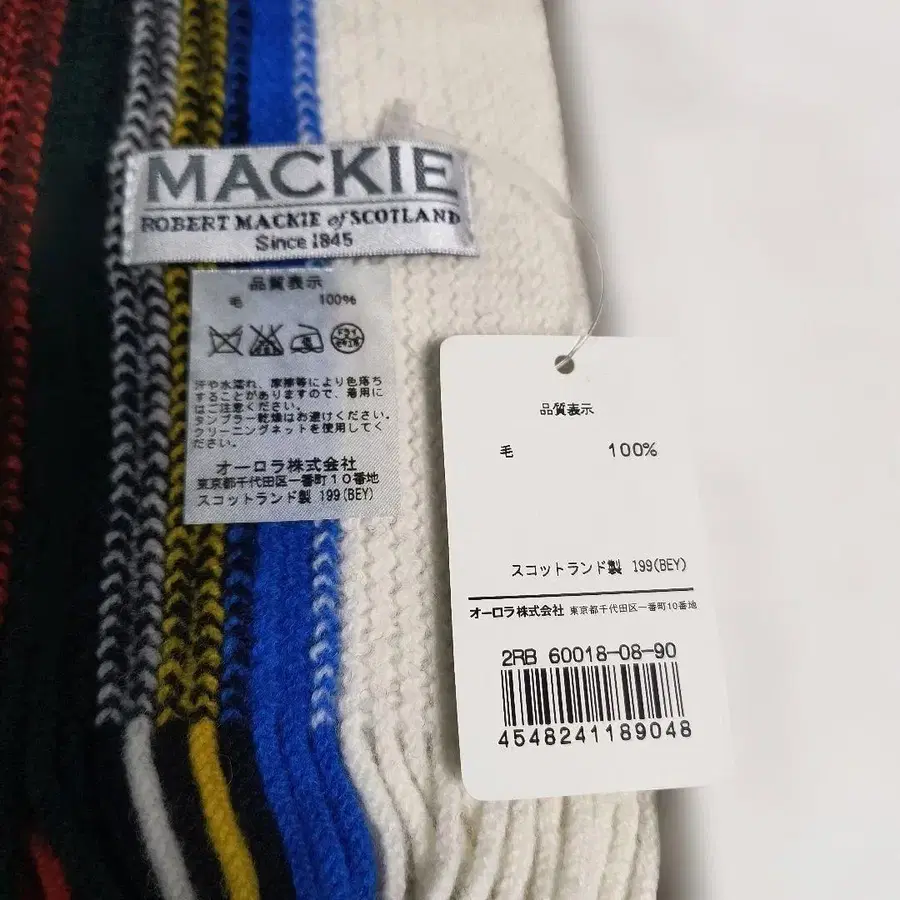 MACKIE
ROBERT MACKIE of SCOTLAND
Since 1845
品質表示
毛 100%
汗や水濡れ、摩擦等により色落ち
することがありますので、着用に
はご注意ください。
タンブラー乾燥はお避けください。
クリーニングネットを使用してく
ださい。
オーロラ株式会社
東京都千代田区一番町10番地
スコットランド製 199(BEY)
品質表示
毛 100%
スコットランド製 199(BEY)
オーロラ株式会社 東京都千代田区一番町10番地
2RB 60018-08-90
4548241189048